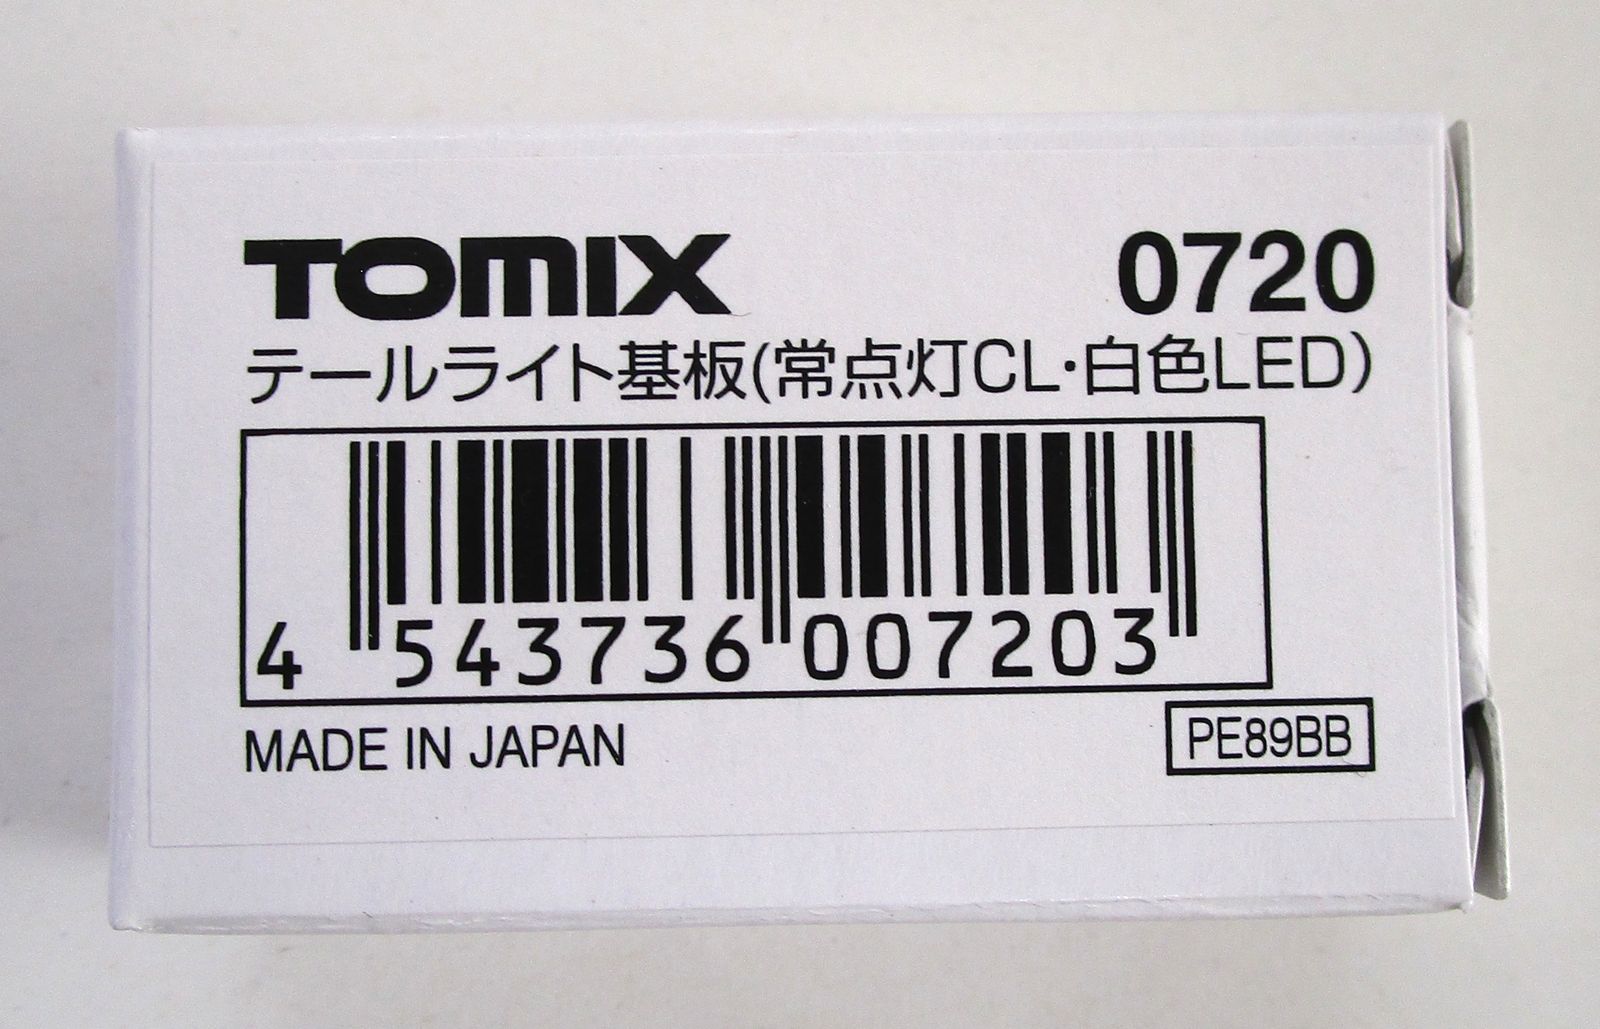 TOMIX 0720
テールライト基板(常点灯CL・白色LED)
4 543736 007203
MADE IN JAPAN PE89BB